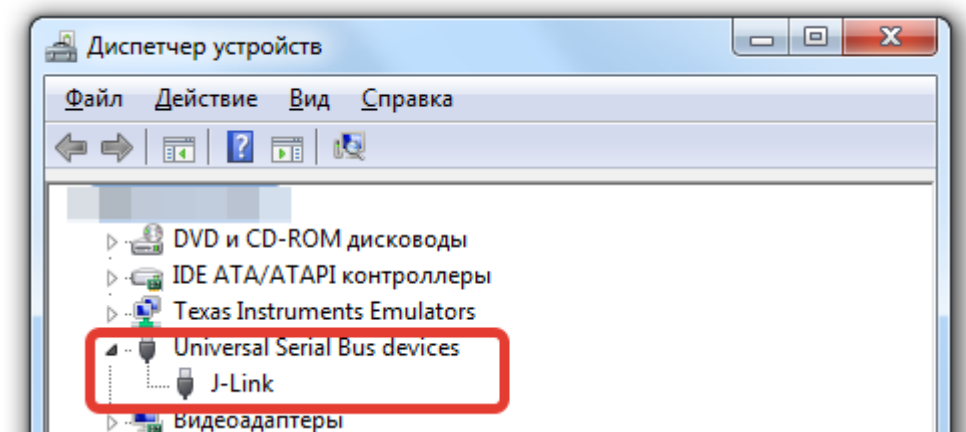 Диспетчер устройств
Файл Действие Вид Справка
DVD и CD-ROM дисководы
IDE ATA/ATAPI контроллеры
Texas Instruments Emulators
Universal Serial Bus devices
J-Link
Видеоадаптеры